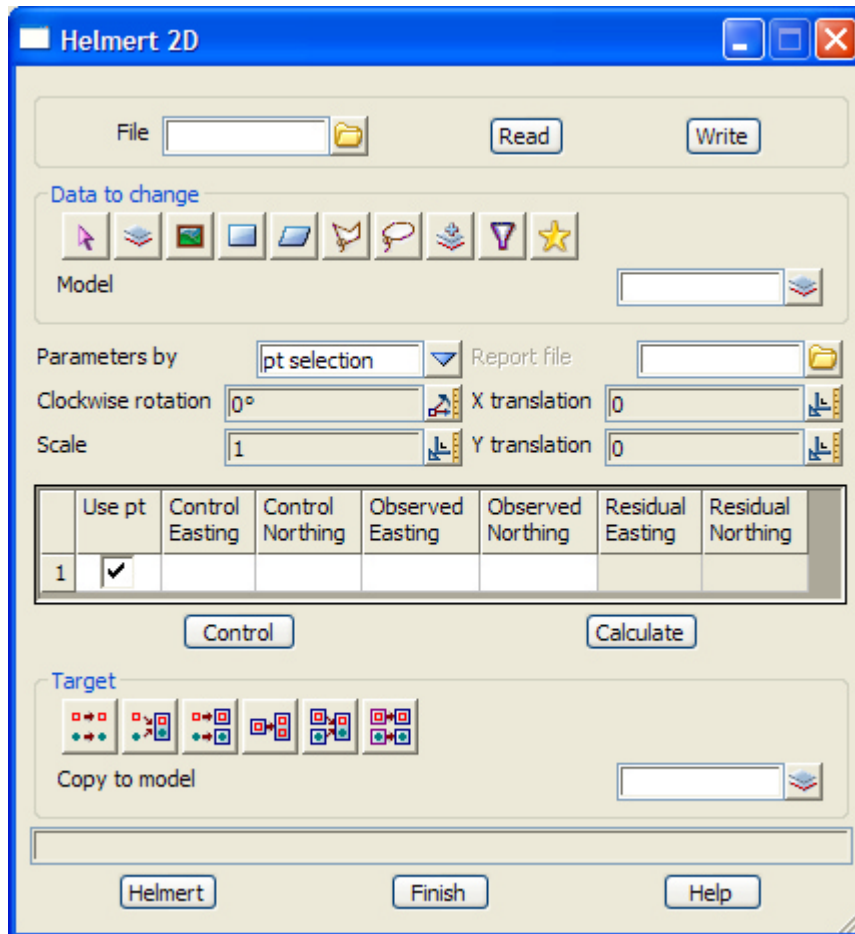 Helmert 2D
File
Read
Write
Data to change
Model
Parameters by
pt selection
Report file
Clockwise rotation
0°
X translation
0
Scale
1
Y translation
0
Use pt
Control Easting
Control Northing
Observed Easting
Observed Northing
Residual Easting
Residual Northing
1
Control
Calculate
Target
Copy to model
Helmert
Finish
Help